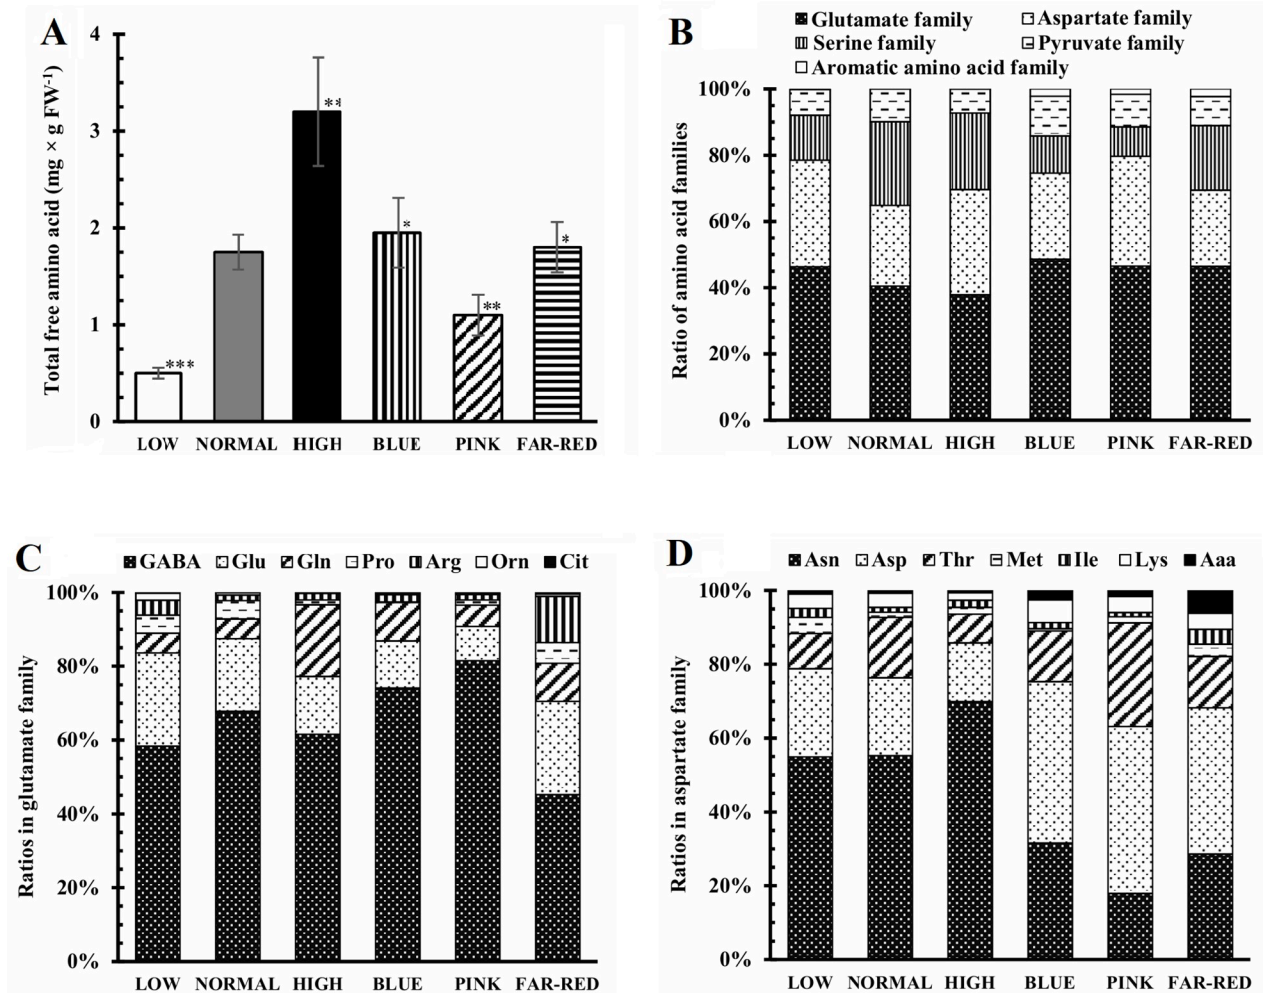 A
Total free amino acid (mg × g FW-1)
4
3
2
1
0
***
**
*
**
*
LOW NORMAL HIGH BLUE PINK FAR-RED
B
Glutamate family Aspartate family
Serine family Pyruvate family
Aromatic amino acid family
Ratio of amino acid families
100%
80%
60%
40%
20%
0%
LOW NORMAL HIGH BLUE PINK FAR-RED
C
GABA Glu Gln Pro Arg Orn Cit
Ratios in glutamate family
100%
80%
60%
40%
20%
0%
LOW NORMAL HIGH BLUE PINK FAR-RED
D
Asn Asp Thr Met Ile Lys Aaa
Ratios in aspartate family
100%
80%
60%
40%
20%
0%
LOW NORMAL HIGH BLUE PINK FAR-RED